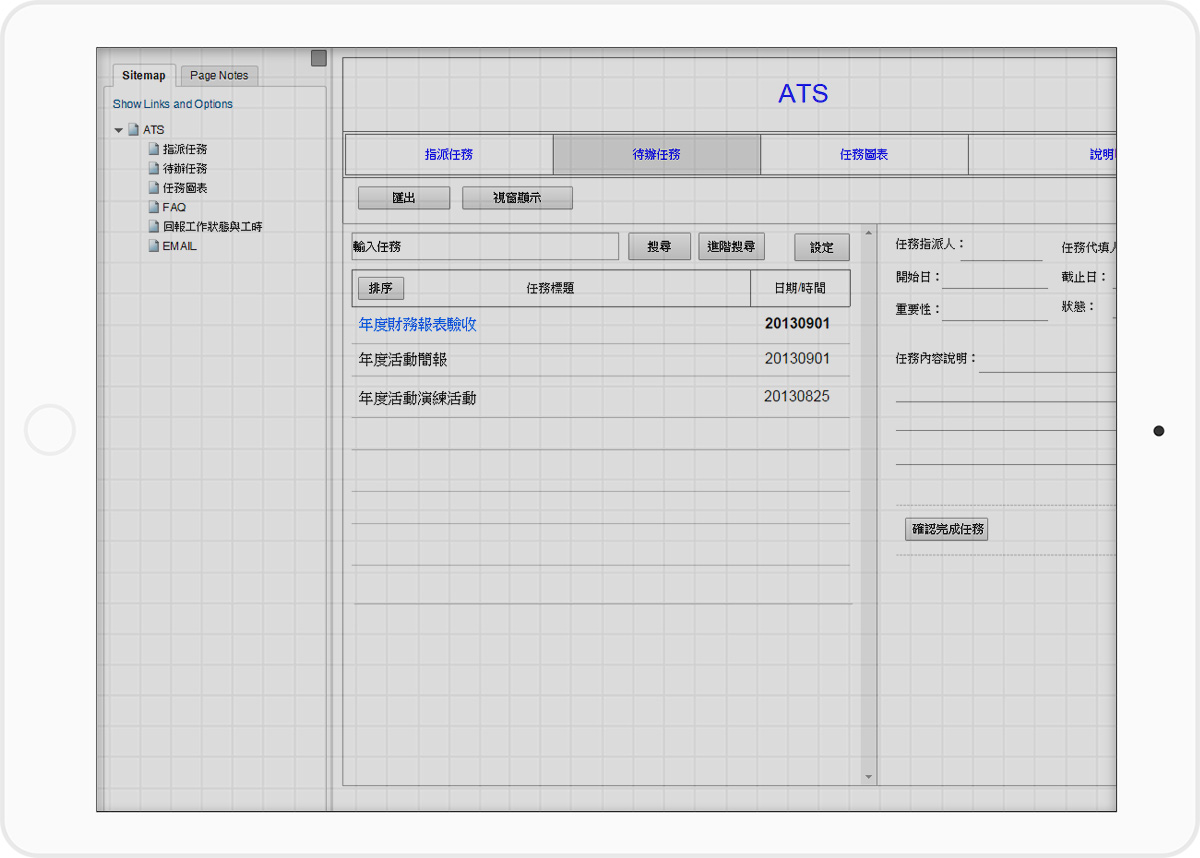 Sitemap
Page Notes
Show Links and Options
ATS
指派任務
待辦任務
任務圖表
FAQ
回報工作狀態與工時
EMAIL
ATS
指派任務
待辦任務
任務圖表
說明
匯出
視窗顯示
輸入任務
搜尋
進階搜尋
設定
排序
任務標題
日期/時間
年度財務報表驗收
20130901
年度活動簡報
20130901
年度活動演練活動
20130825
任務指派人：
任務代填人
開始日：
截止日：
重要性：
狀態：
任務內容說明：
確認完成任務